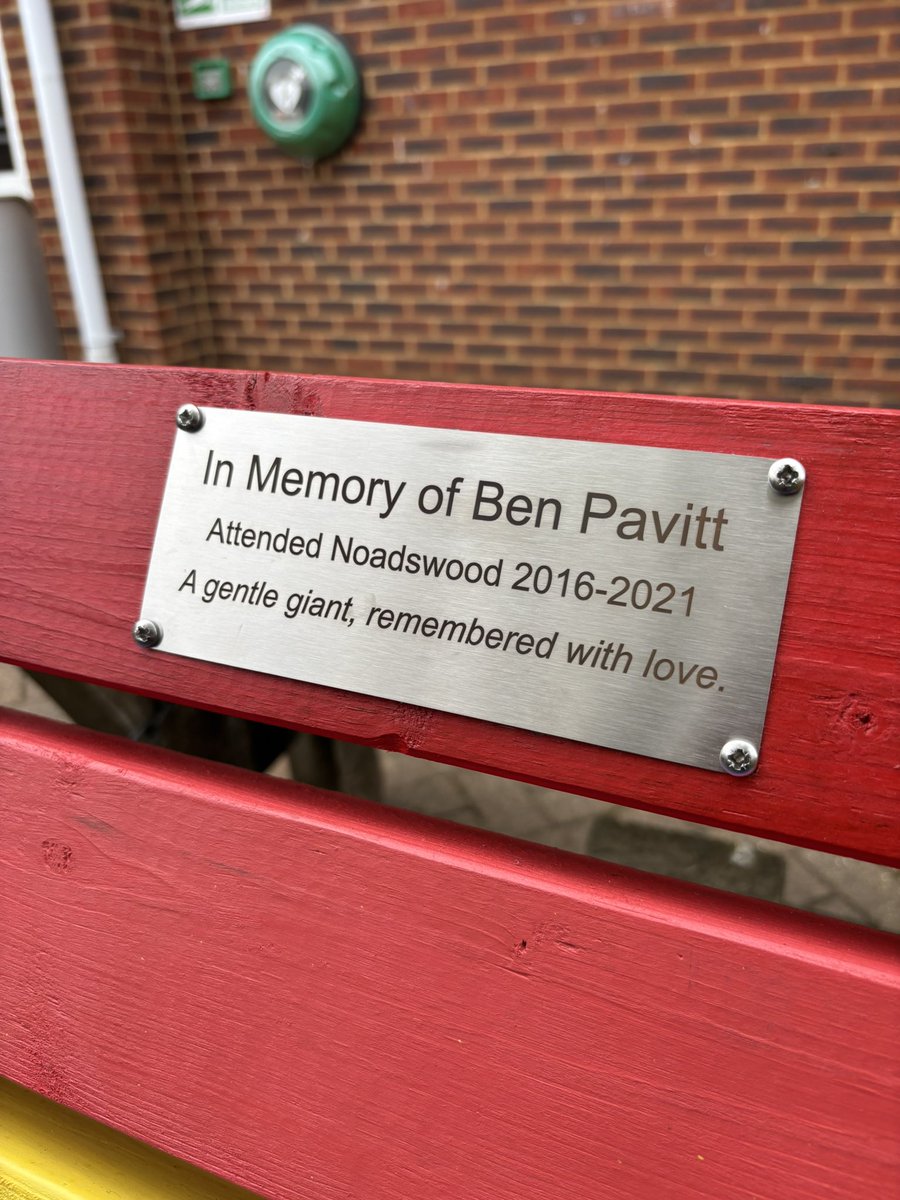 In Memory of Ben Pavitt
Attended Noadswood 2016-2021
A gentle giant, remembered with love.